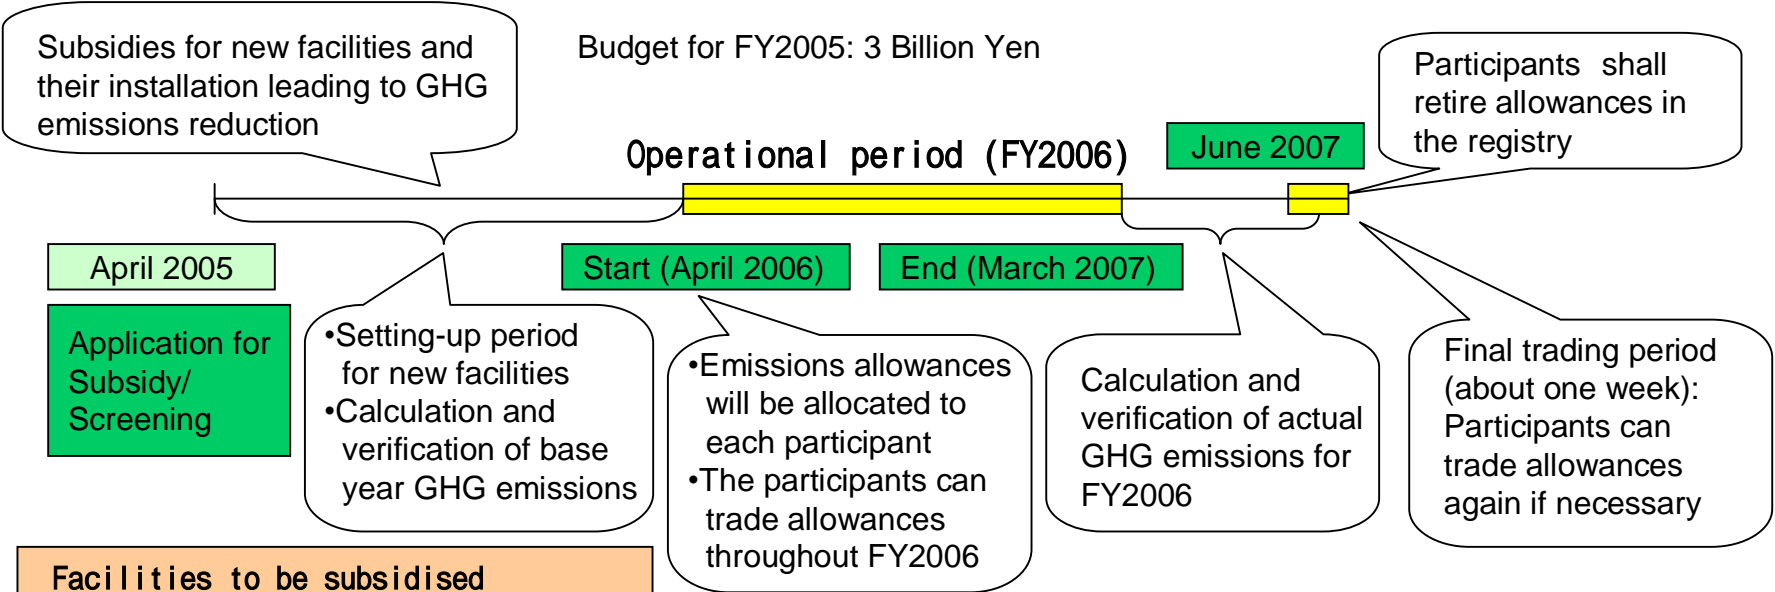 Subsidies for new facilities and
their installation leading to GHG
emissions reduction
Budget for FY2005: 3 Billion Yen
Participants shall
retire allowances in
the registry
Operational period (FY2006)
June 2007
April 2005
Start (April 2006)
End (March 2007)
Application for
Subsidy/
Screening
•Setting-up period
for new facilities
•Calculation and
verification of base
year GHG emissions
•Emissions allowances
will be allocated to
each participant
•The participants can
trade allowances
throughout FY2006
Calculation and
verification of actual
GHG emissions for
FY2006
Final trading period
(about one week):
Participants can
trade allowances
again if necessary
Facilities to be subsidised